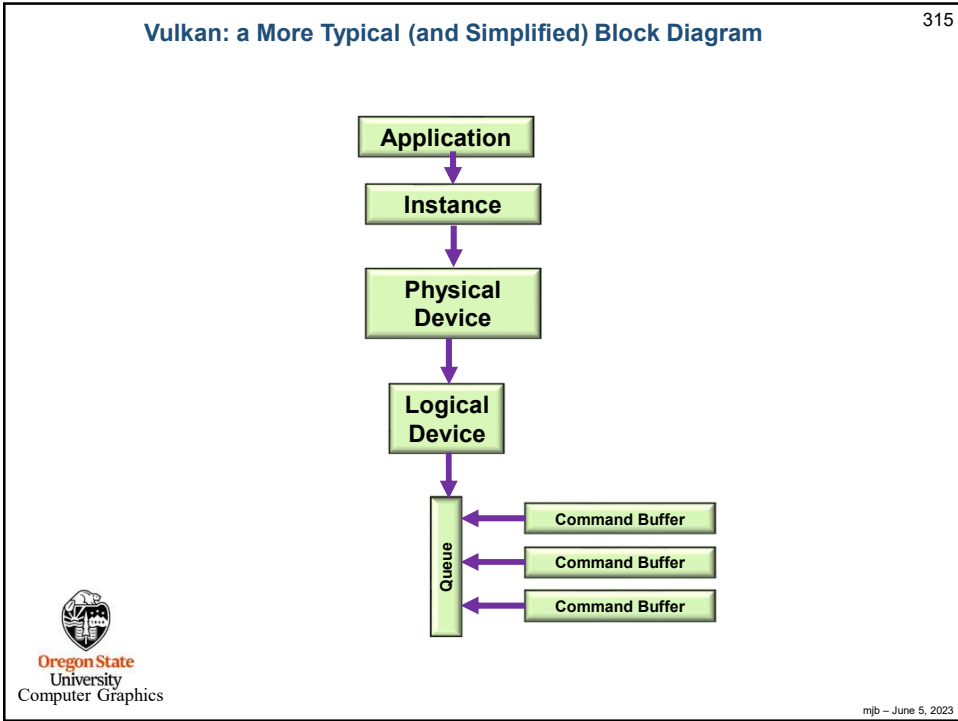 315
Vulkan: a More Typical (and Simplified) Block Diagram
Application
Instance
Physical
Device
Logical
Device
Queue
Command Buffer
Command Buffer
Command Buffer
Oregon State
University
Computer Graphics
mjb – June 5, 2023